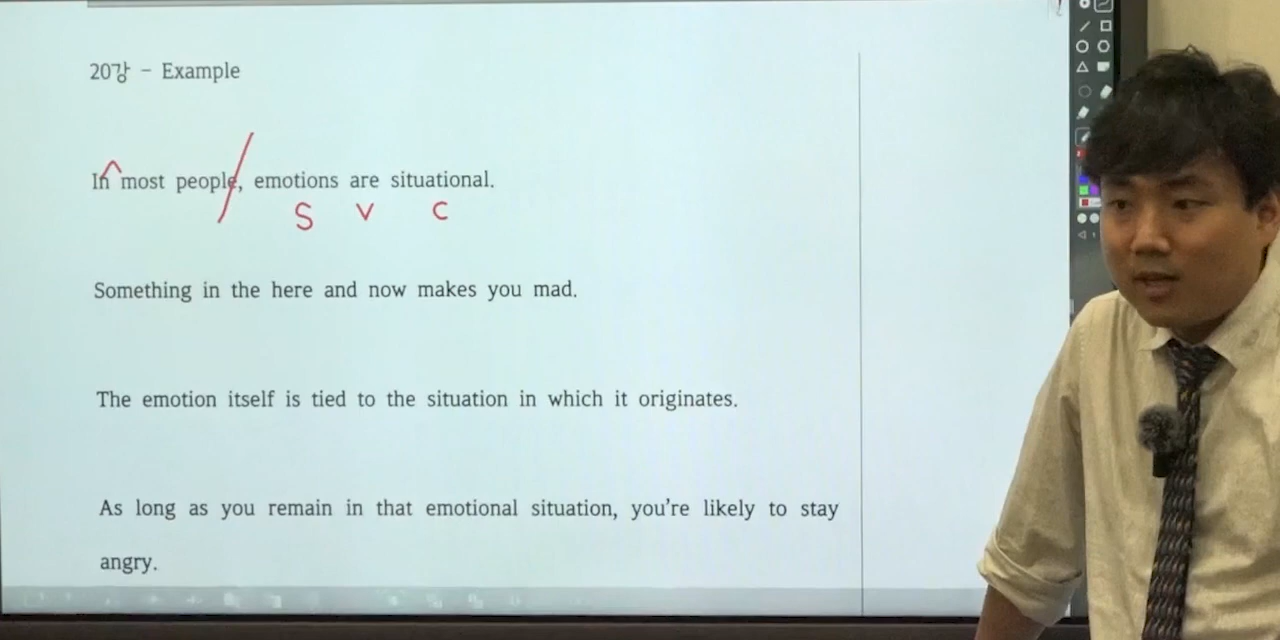 20강 - Example
In most people, emotions are situational.
S V C
Something in the here and now makes you mad.
The emotion itself is tied to the situation in which it originates.
As long as you remain in that emotional situation, you're likely to stay
angry.